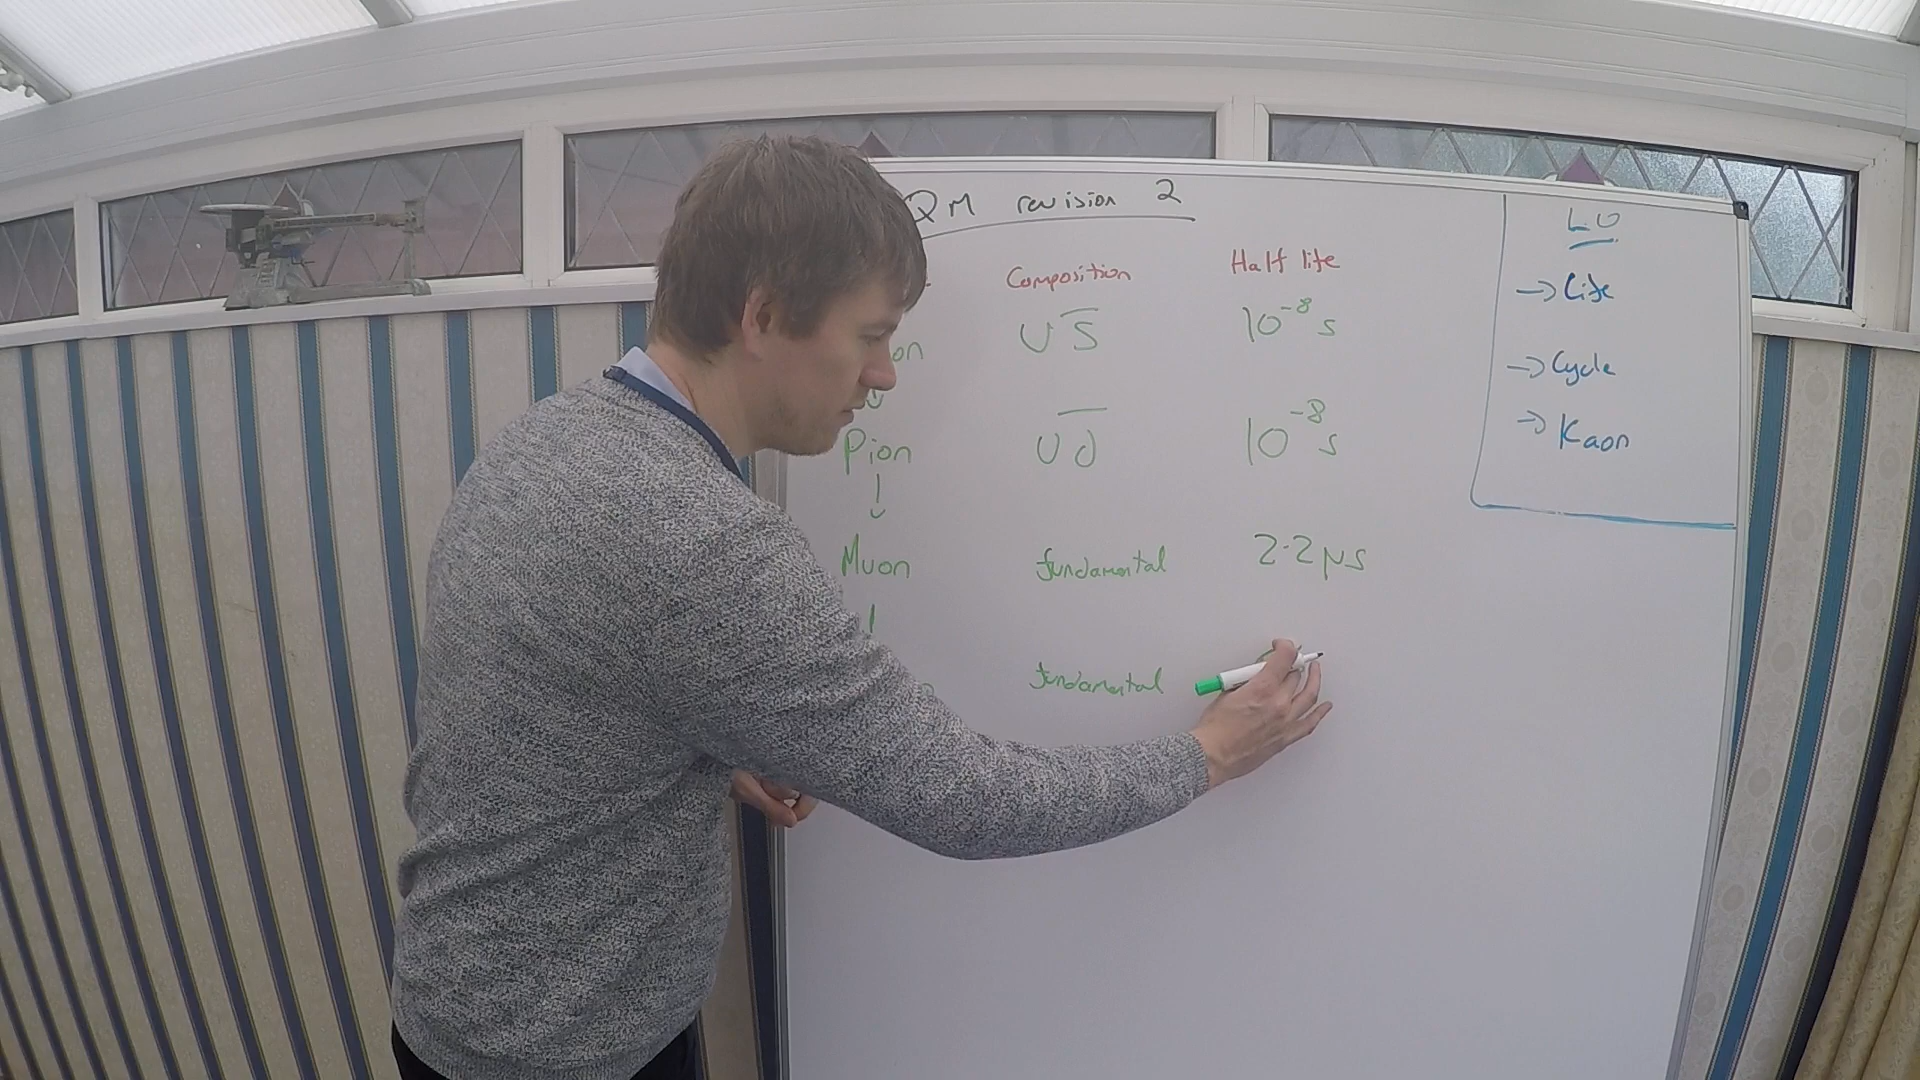 QM revision 2
Composition Half life
on U s̅ 10⁻⁸ s
Pion U d̅ 10⁻⁸ s
Muon fundamental 2.2 μs
fundamental
L.O
→ Life
→ Cycle
→ Kaon